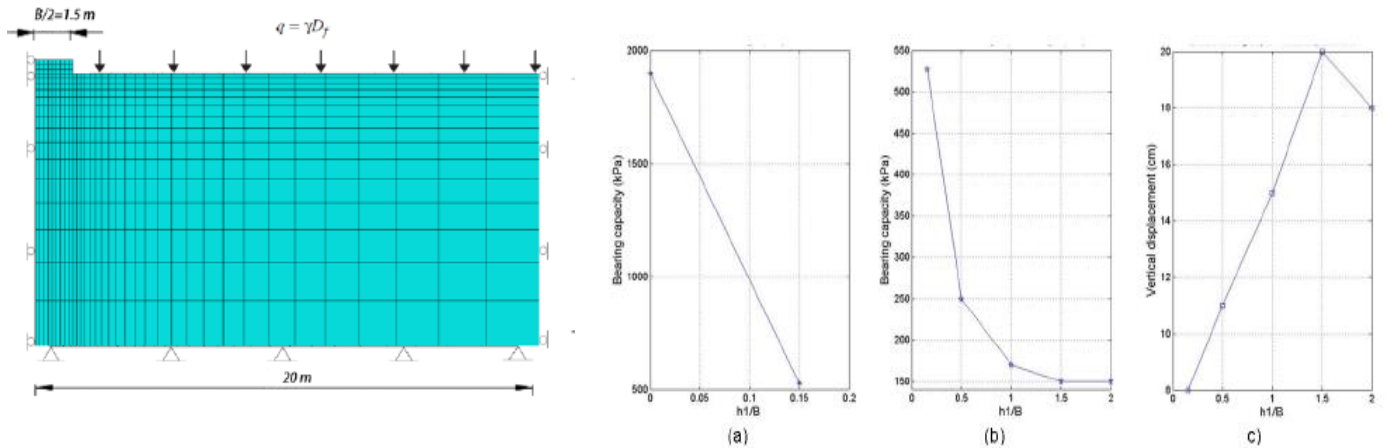 B/2=1.5 m
q = γD_f
20 m
Bearing capacity (kPa)
2000
1500
1000
500
0
0.05
0.1
0.15
0.2
h1/B
(a)
Bearing capacity (kPa)
550
500
450
400
350
300
250
200
150
0
0.5
1
1.5
2
h1/B
(b)
Vertical displacement (cm)
20
18
16
14
12
10
8
0
0.5
1
1.5
2
h1/B
c)